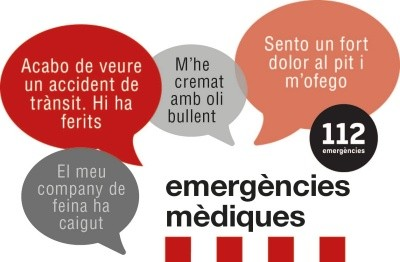 Acabo de veure
un accident de
trànsit. Hi ha
ferits
M'he
cremat
amb oli
bullent
Sento un fort
dolor al pit i
m'ofego
112
emergències
El meu
company de
feina ha
caigut
emergències
mèdiques